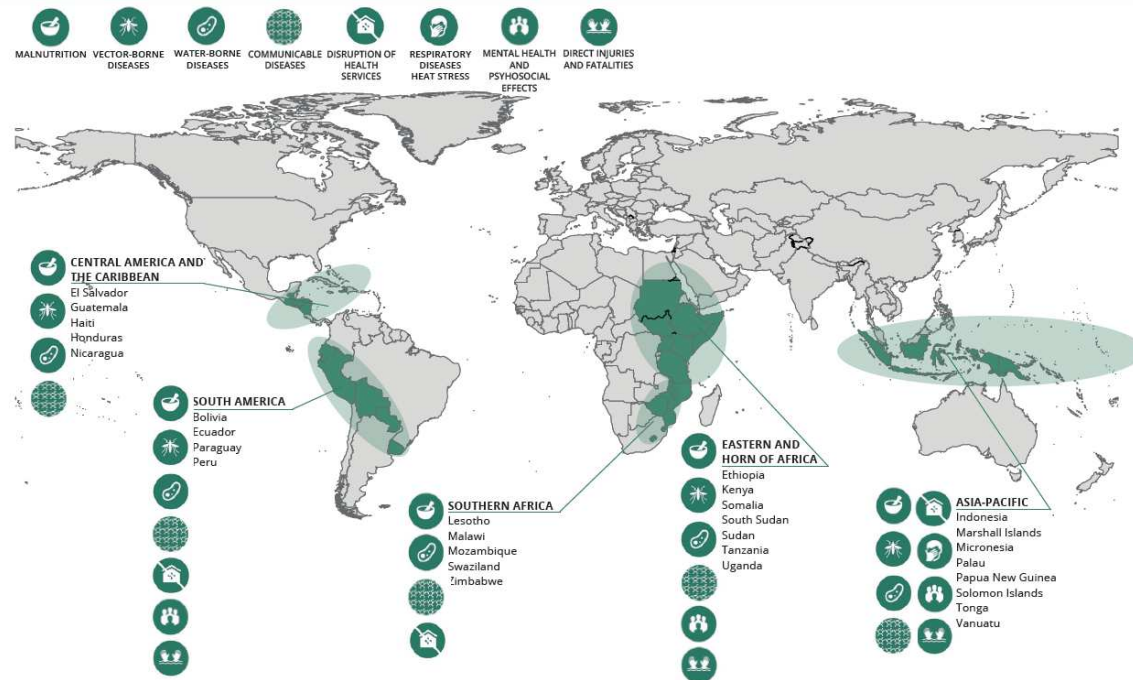 MALNUTRITION
VECTOR-BORNE
DISEASES
WATER-BORNE
DISEASES
COMMUNICABLE
DISEASES
DISRUPTION OF
HEALTH
SERVICES
RESPIRATORY
DISEASES
HEAT STRESS
MENTAL HEALTH
AND
PSYHOSOCIAL
EFFECTS
DIRECT INJURIES
AND FATALITIES
CENTRAL AMERICA AND
THE CARIBBEAN
El Salvador
Guatemala
Haiti
Honduras
Nicaragua
SOUTH AMERICA
Bolivia
Ecuador
Paraguay
Peru
SOUTHERN AFRICA
Lesotho
Malawi
Mozambique
Swaziland
Zimbabwe
EASTERN AND
HORN OF AFRICA
Ethiopia
Kenya
Somalia
South Sudan
Sudan
Tanzania
Uganda
ASIA-PACIFIC
Indonesia
Marshall Islands
Micronesia
Palau
Papua New Guinea
Solomon Islands
Tonga
Vanuatu